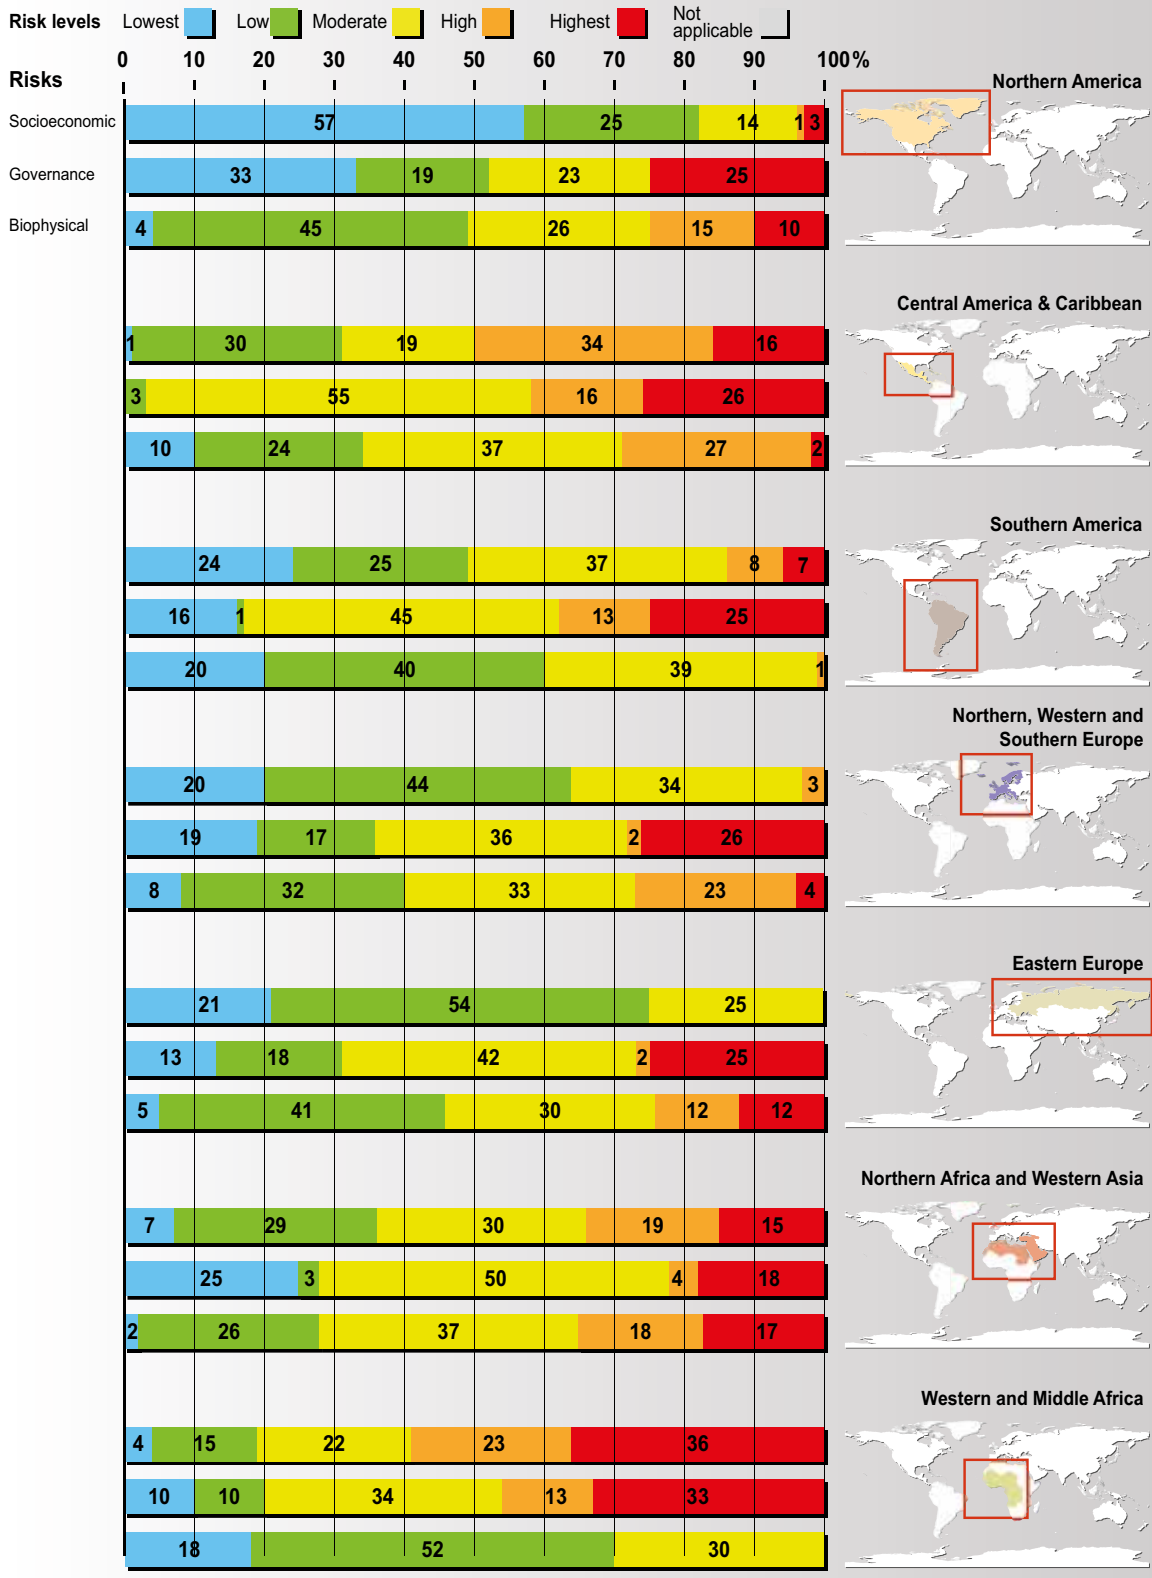 Risk levels Lowest Low Moderate High Highest Not applicable
0 10 20 30 40 50 60 70 80 90 100%
Risks
Northern America
Socioeconomic 57 25 14 1 3
Governance 33 19 23 25
Biophysical 4 45 26 15 10
Central America & Caribbean
1 30 19 34 16
3 55 16 26
10 24 37 27 2
Southern America
24 25 37 8 7
16 1 45 13 25
20 40 39 1
Northern, Western and
Southern Europe
20 44 34 3
19 17 36 2 26
8 32 33 23 4
Eastern Europe
21 54 25
13 18 42 2 25
5 41 30 12 12
Northern Africa and Western Asia
7 29 30 19 15
25 3 50 4 18
2 26 37 18 17
Western and Middle Africa
4 15 22 23 36
10 10 34 13 33
18 52 30